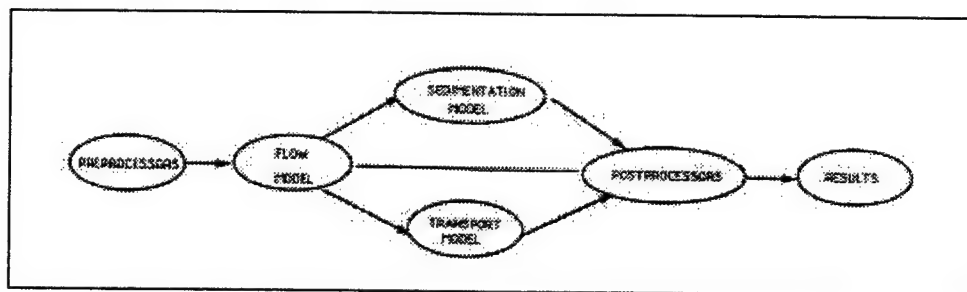 PREPROCESSORS
FLOW
MODEL
SEDIMENTATION
MODEL
TRANSPORT
MODEL
POSTPROCESSORS
RESULTS